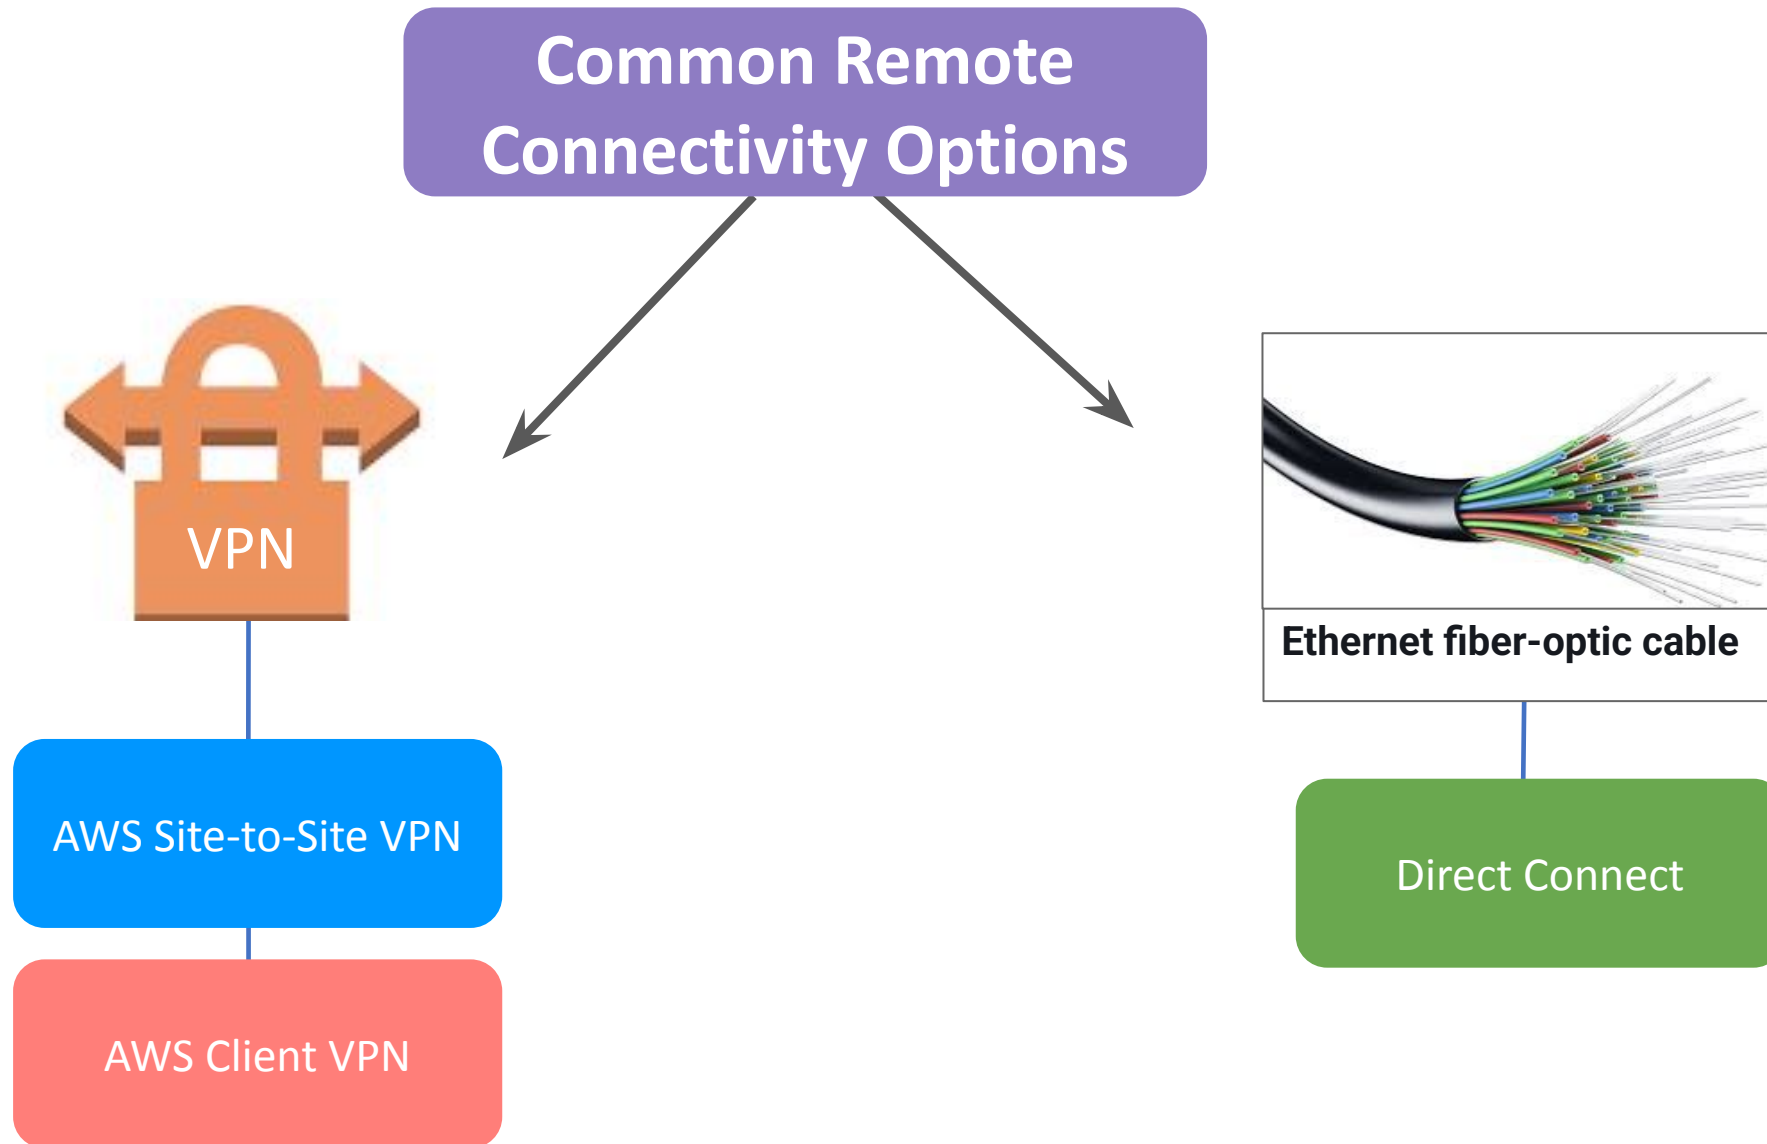 Common Remote
Connectivity Options
VPN
Ethernet fiber-optic cable
AWS Site-to-Site VPN
Direct Connect
AWS Client VPN